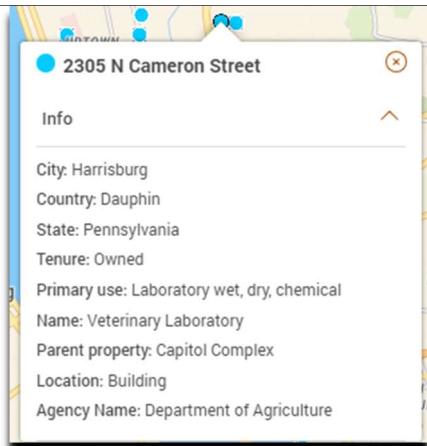 MIDTOWN
2305 N Cameron Street
Info
City: Harrisburg
Country: Dauphin
State: Pennsylvania
Tenure: Owned
Primary use: Laboratory wet, dry, chemical
Name: Veterinary Laboratory
Parent property: Capitol Complex
Location: Building
Agency Name: Department of Agriculture